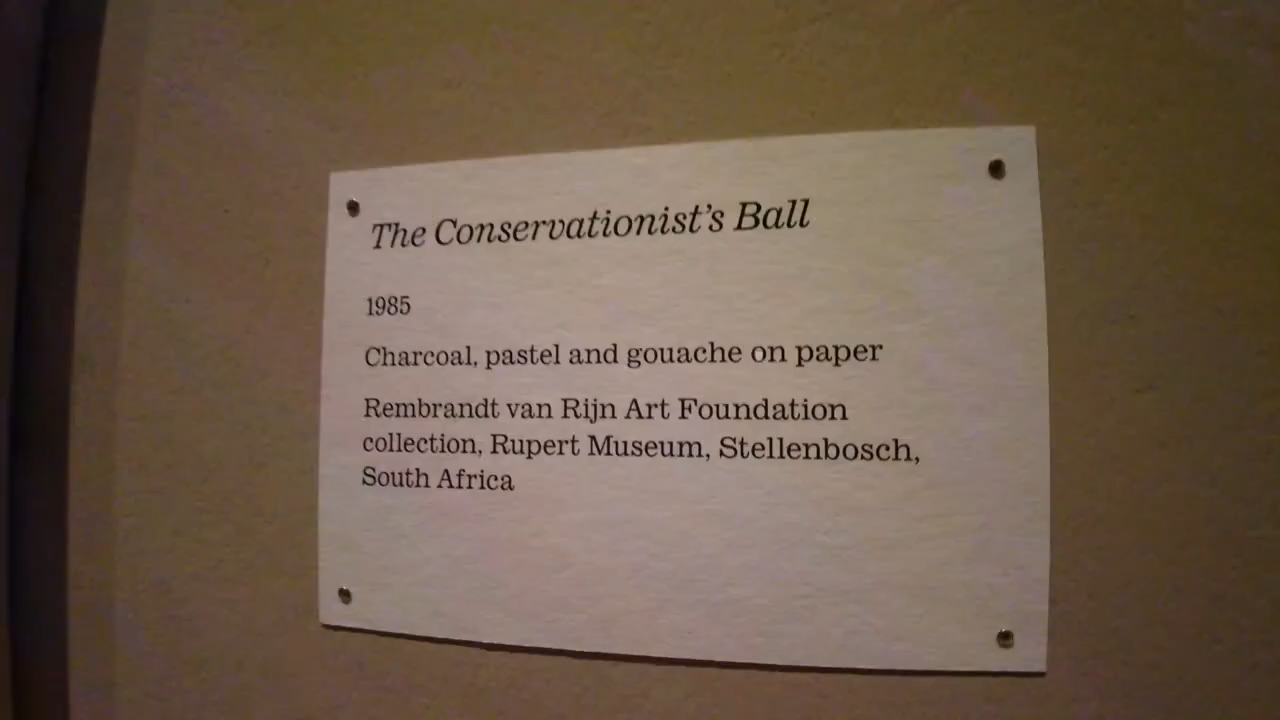 The Conservationist’s Ball
1985
Charcoal, pastel and gouache on paper
Rembrandt van Rijn Art Foundation
collection, Rupert Museum, Stellenbosch,
South Africa